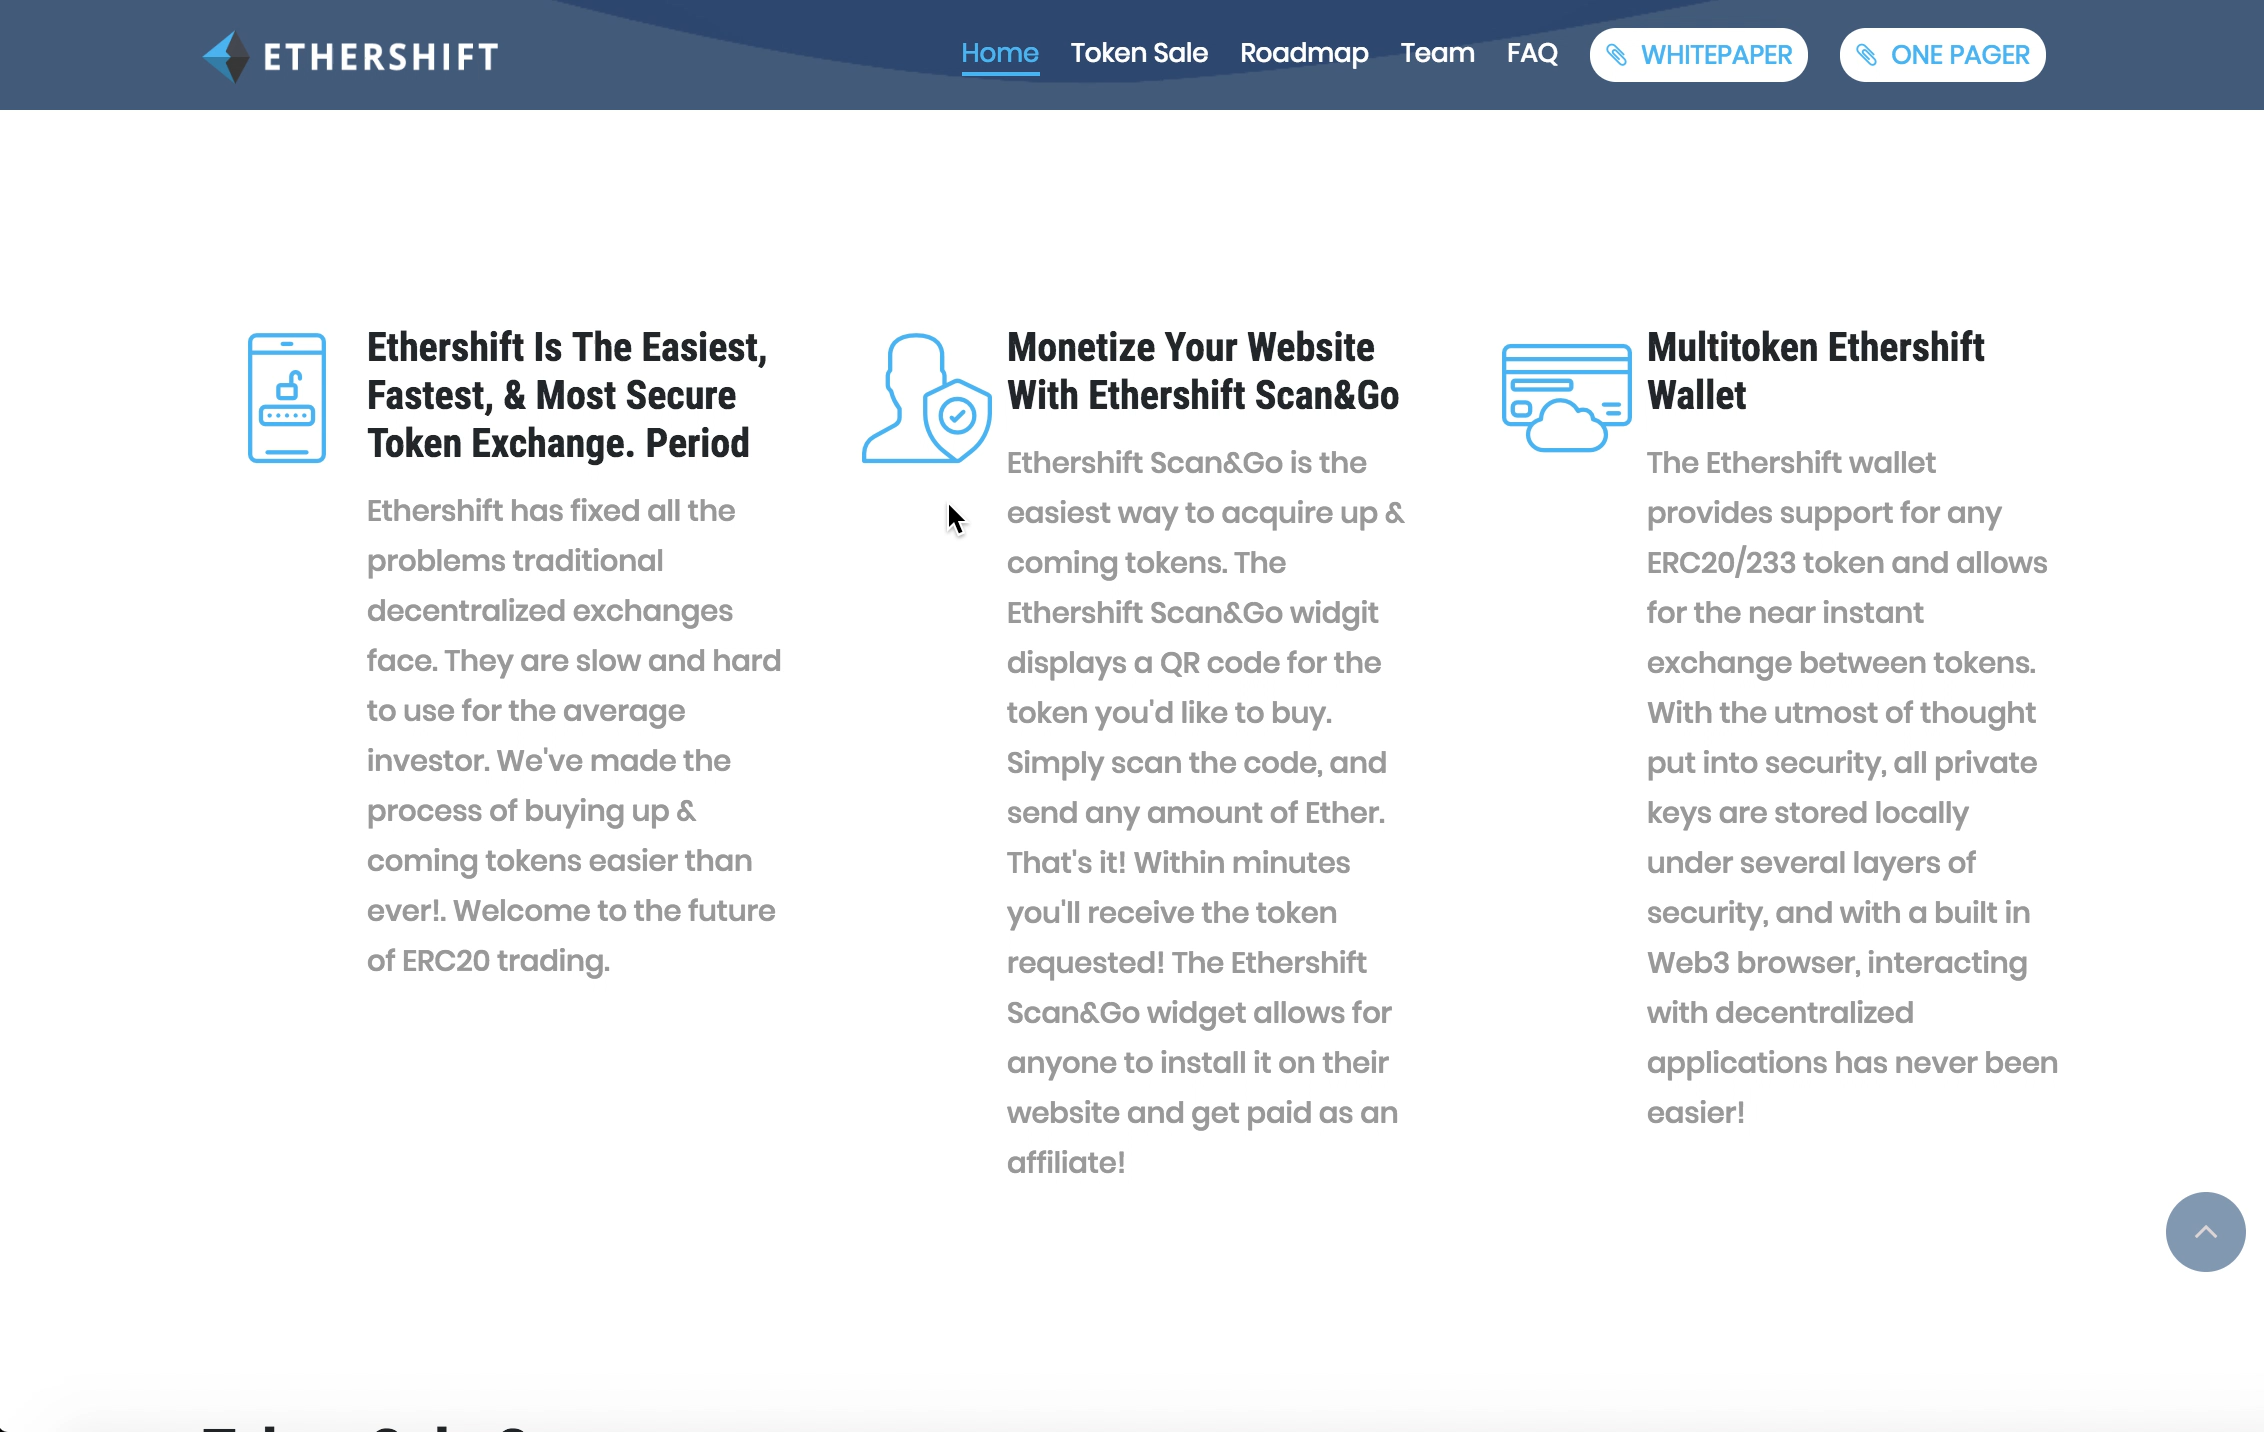 ETHERSHIFT
Home Token Sale Roadmap Team FAQ WHITEPAPER ONE PAGER
Ethershift Is The Easiest,
Fastest, & Most Secure
Token Exchange. Period
Ethershift has fixed all the
problems traditional
decentralized exchanges
face. They are slow and hard
to use for the average
investor. We've made the
process of buying up &
coming tokens easier than
ever!. Welcome to the future
of ERC20 trading.
Monetize Your Website
With Ethershift Scan&Go
Ethershift Scan&Go is the
easiest way to acquire up &
coming tokens. The
Ethershift Scan&Go widgit
displays a QR code for the
token you'd like to buy.
Simply scan the code, and
send any amount of Ether.
That's it! Within minutes
you'll receive the token
requested! The Ethershift
Scan&Go widget allows for
anyone to install it on their
website and get paid as an
affiliate!
Multitoken Ethershift
Wallet
The Ethershift wallet
provides support for any
ERC20/233 token and allows
for the near instant
exchange between tokens.
With the utmost of thought
put into security, all private
keys are stored locally
under several layers of
security, and with a built in
Web3 browser, interacting
with decentralized
applications has never been
easier!